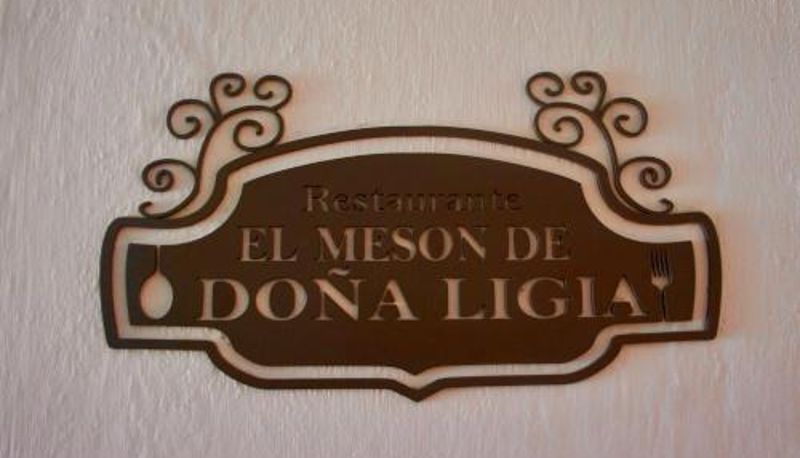 Restaurante
EL MESON DE
DOÑA LIGIA